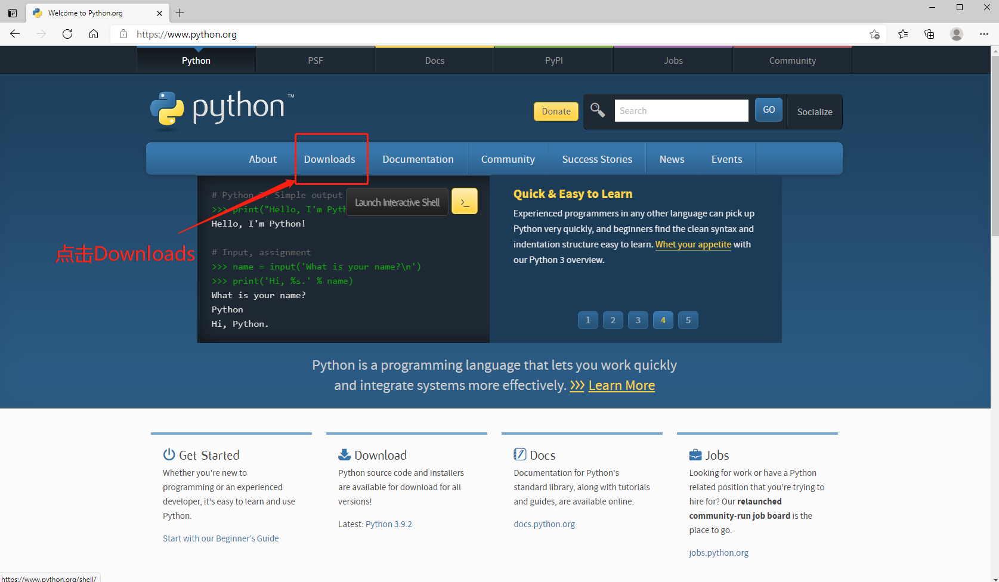 Welcome to Python.org
https://www.python.org
Python
PSF
Docs
PyPI
Jobs
Community
python™
Donate
Search
GO
Socialize
About
Downloads
Documentation
Community
Success Stories
News
Events
# Python 3: Simple output
>>> print("Hello, I'm Pyth
Hello, I'm Python!
Launch Interactive Shell
>_
# Input, assignment
>>> name = input('What is your name?\n')
>>> print('Hi, %s.' % name)
What is your name?
Python
Hi, Python.
点击Downloads
Quick & Easy to Learn
Experienced programmers in any other language can pick up
Python very quickly, and beginners find the clean syntax and
indentation structure easy to learn. Whet your appetite with
our Python 3 overview.
1
2
3
4
5
Python is a programming language that lets you work quickly
and integrate systems more effectively. >>> Learn More
Get Started
Whether you're new to
programming or an experienced
developer, it's easy to learn and use
Python.
Start with our Beginner's Guide
Download
Python source code and installers
are available for download for all
versions!
Latest: Python 3.9.2
Docs
Documentation for Python's
standard library, along with tutorials
and guides, are available online.
docs.python.org
Jobs
Looking for work or have a Python
related position that you're trying to
hire for? Our relaunched
community-run job board is the
place to go.
jobs.python.org
https://www.python.org/shell/